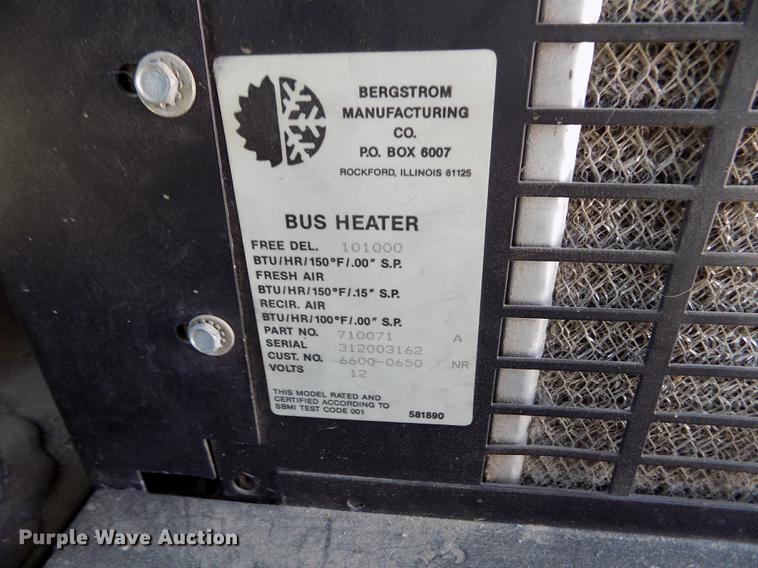 BERGSTROM
MANUFACTURING
CO.
P.O. BOX 6007
ROCKFORD, ILLINOIS 61125
BUS HEATER
FREE DEL. 101000
BTU/HR/150°F/.00" S.P.
FRESH AIR
BTU/HR/150°F/.15" S.P.
RECIR. AIR
BTU/HR/100°F/.00" S.P.
PART NO. 710071 A
SERIAL 312003162
CUST. NO. 6600-0650 NR
VOLTS 12
THIS MODEL RATED AND
CERTIFIED ACCORDING TO
SBMI TEST CODE 001 581890
Purple Wave Auction